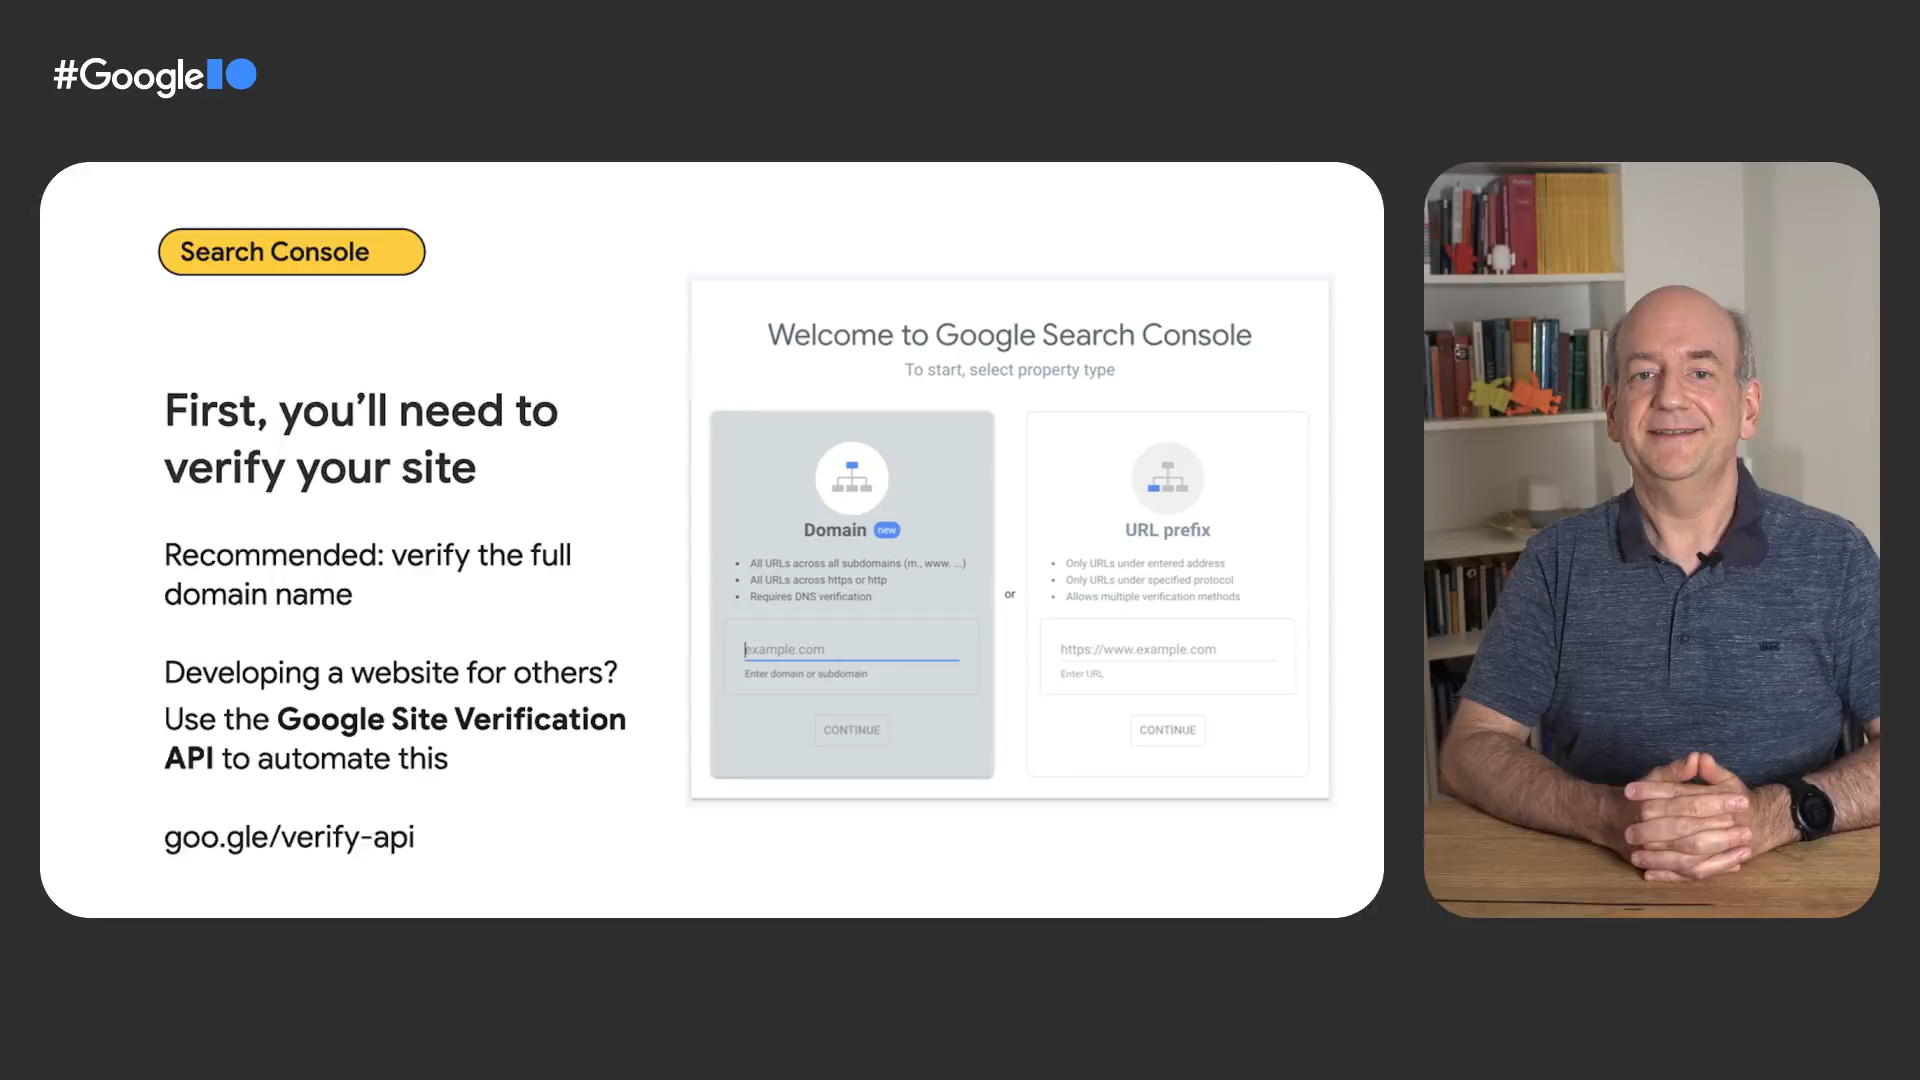 #GoogleIO
Search Console
First, you'll need to
verify your site
Recommended: verify the full
domain name
Developing a website for others?
Use the Google Site Verification
API to automate this
goo.gle/verify-api
Welcome to Google Search Console
To start, select property type
Domain new
• All URLs across all subdomains (m., www. ...)
• All URLs across https or http
• Requires DNS verification
example.com
Enter domain or subdomain
CONTINUE
or
URL prefix
• Only URLs under entered address
• Only URLs under specified protocol
• Allows multiple verification methods
https://www.example.com
Enter URL
CONTINUE